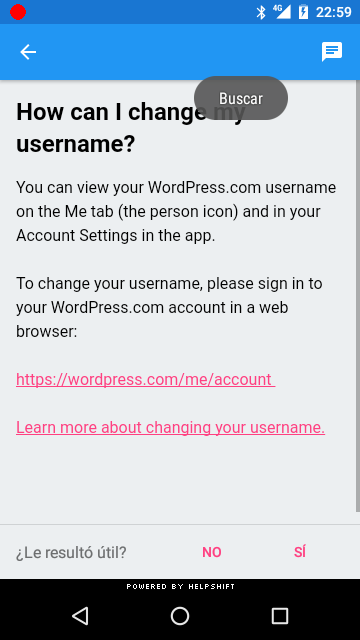 4G 22:59
Buscar
How can I change my
username?
You can view your WordPress.com username
on the Me tab (the person icon) and in your
Account Settings in the app.
To change your username, please sign in to
your WordPress.com account in a web
browser:
https://wordpress.com/me/account
Learn more about changing your username.
¿Le resultó útil? NO SÍ
POWERED BY HELPSHIFT